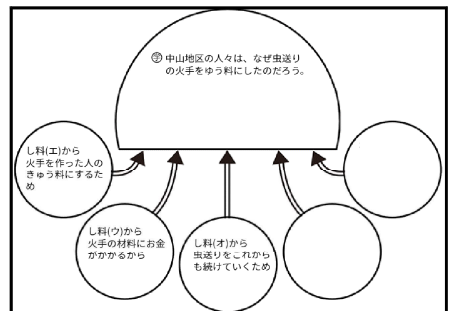 ㋻中山地区の人々は、なぜ虫送り
の火手をゆう料にしたのだろう。
し料(エ)から
火手を作った人の
きゅう料にするた
め
し料(ウ)から
火手の材料にお金
がかかるから
し料(オ)から
虫送りをこれから
も続けていくため